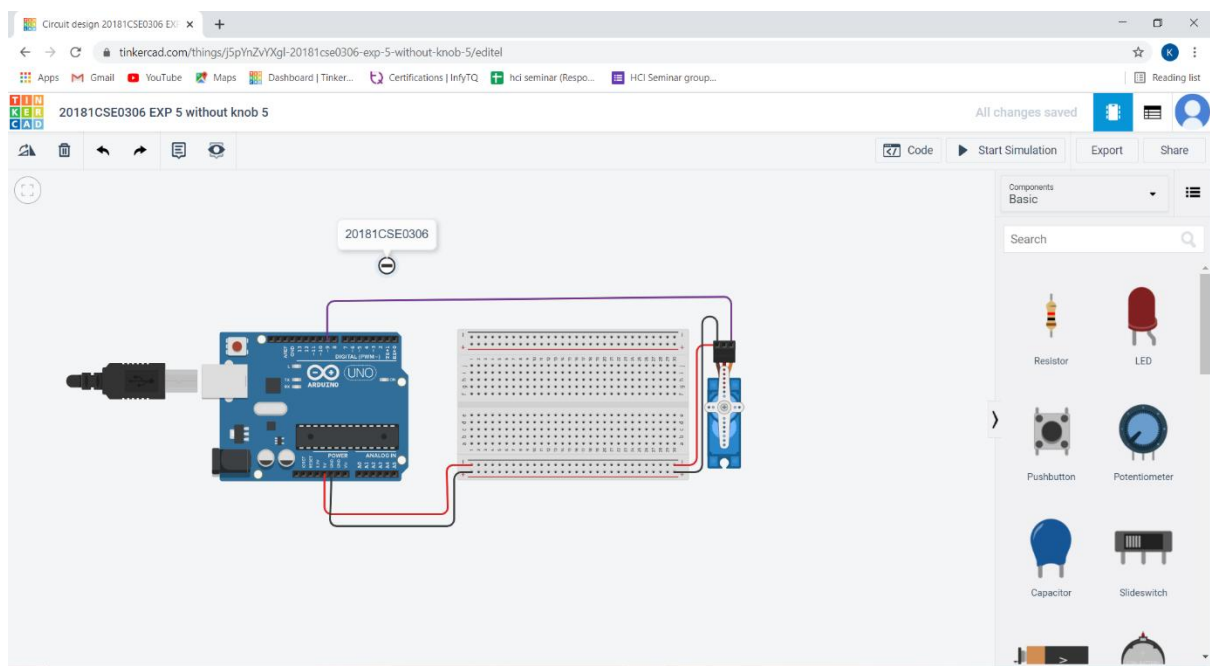 Circuit design 20181CSE0306 EX
tinkercad.com/things/j5pYnZvYXgl-20181cse0306-exp-5-without-knob-5/editel
K
Apps Gmail YouTube Maps Dashboard | Tinker... Certifications | InfyTQ hci seminar (Respo... HCI Seminar group... Reading list
TIN
KER
CAD
20181CSE0306 EXP 5 without knob 5
All changes saved
Code Start Simulation Export Share
Components
Basic
Search
20181CSE0306
DIGITAL (PWM~)
UNO
ARDUINO
POWER ANALOG IN
Resistor LED
Pushbutton Potentiometer
Capacitor Slideswitch